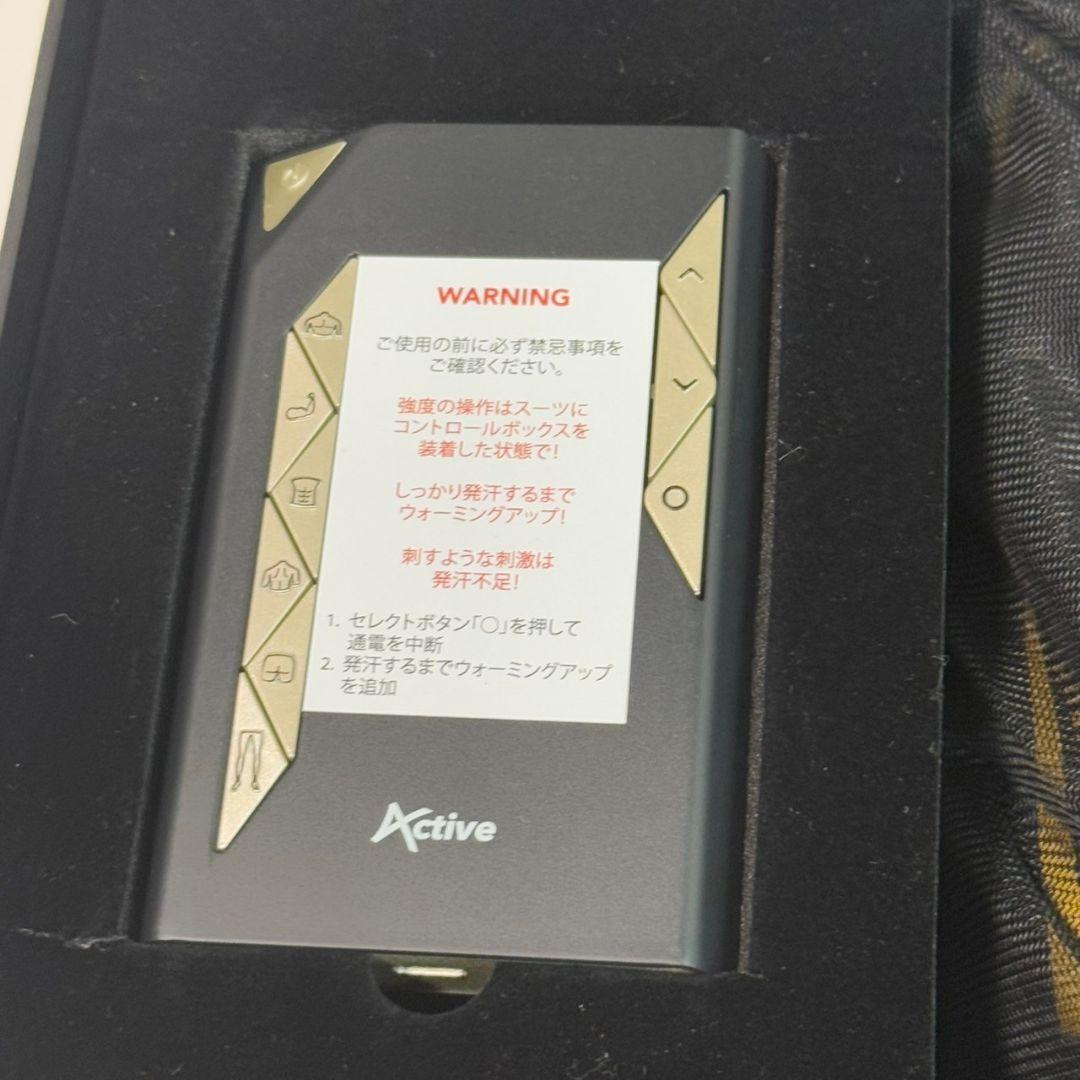 WARNING
ご使用の前に必ず禁忌事項を
ご確認ください。
強度の操作はスーツに
コントロールボックスを
装着した状態で!
しっかり発汗するまで
ウォーミングアップ!
刺すような刺激は
発汗不足!
1. セレクトボタン「○」を押して
通電を中断
2. 発汗するまでウォーミングアップ
を追加
Active